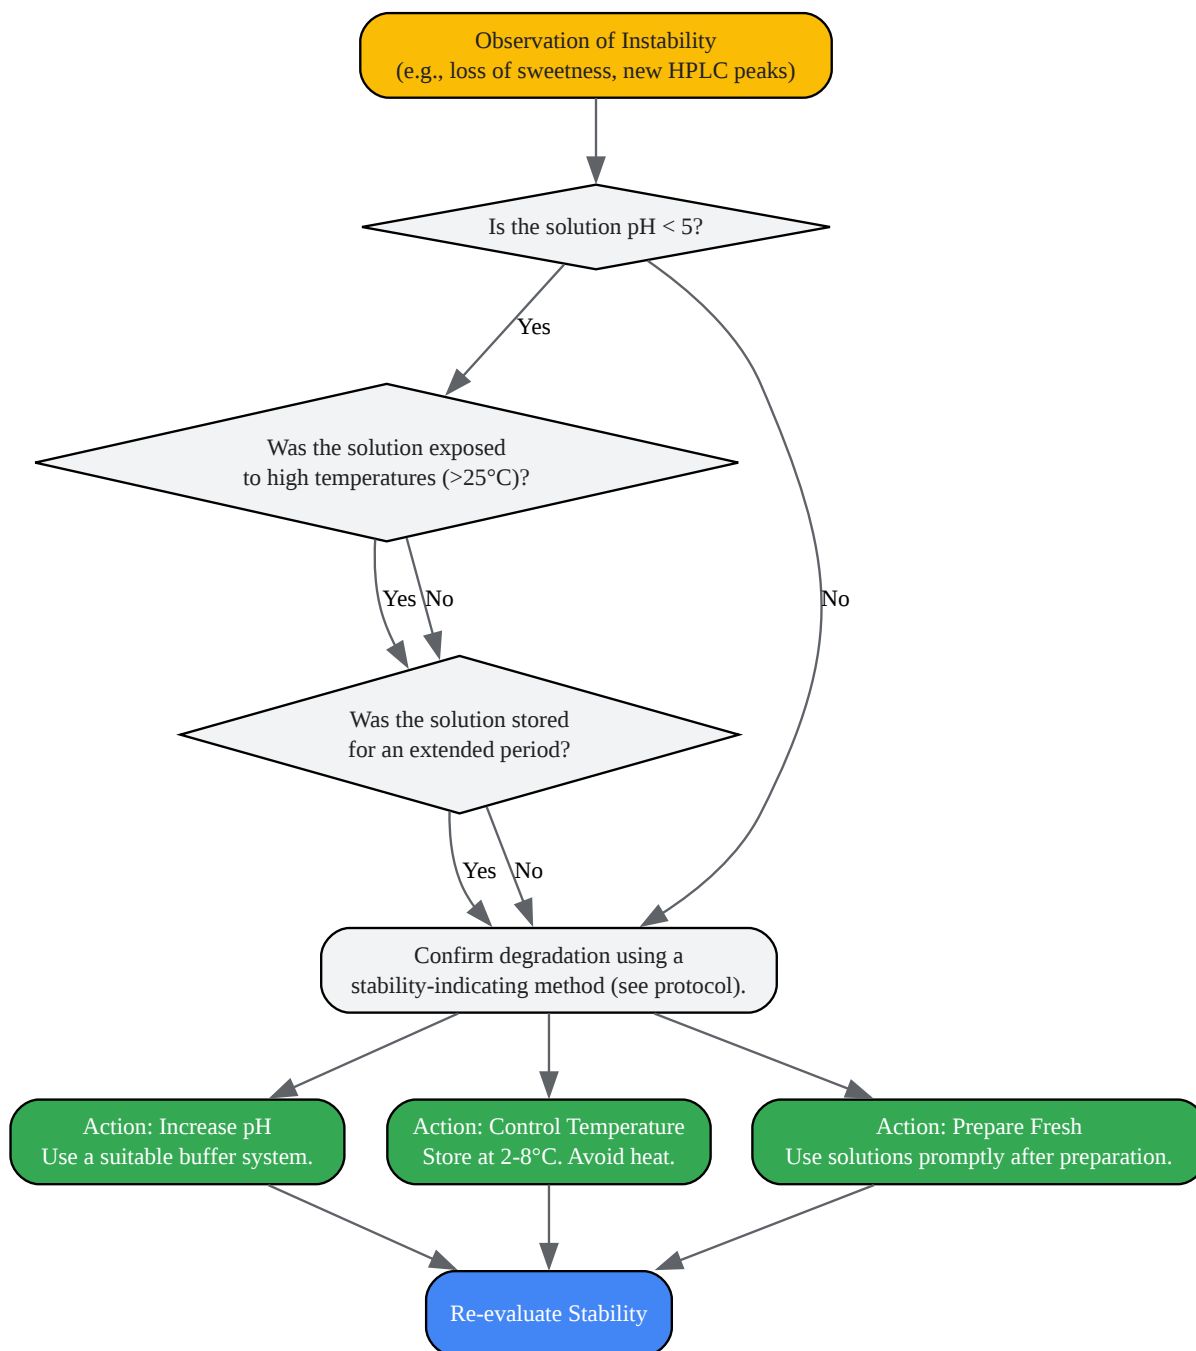 Observation of Instability
(e.g., loss of sweetness, new HPLC peaks)
Is the solution pH < 5?
Yes
Was the solution exposed
to high temperatures (>25°C)?
Yes
No
No
Was the solution stored
for an extended period?
Yes
No
Confirm degradation using a
stability-indicating method (see protocol).
Action: Increase pH
Use a suitable buffer system.
Action: Control Temperature
Store at 2-8°C. Avoid heat.
Action: Prepare Fresh
Use solutions promptly after preparation.
Re-evaluate Stability